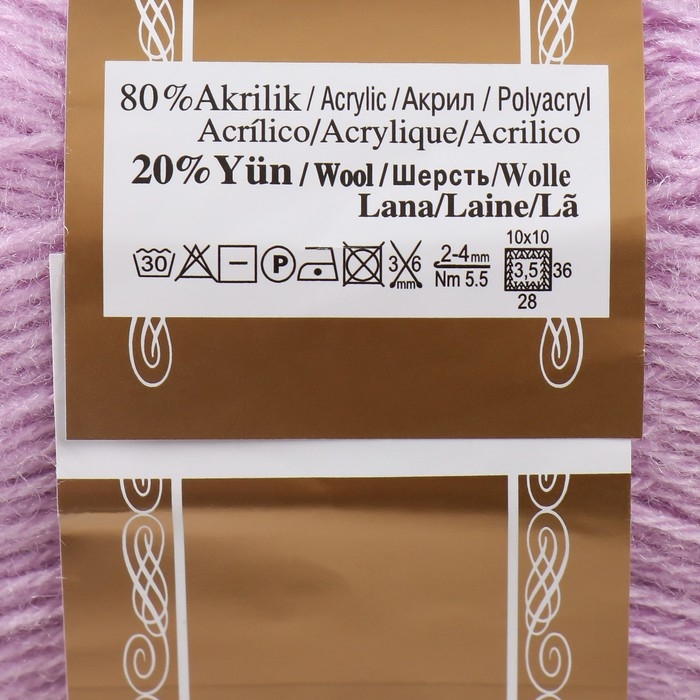 80%Akrilik / Acrylic / Акрил / Polyacryl
Acrílico/Acrylique/Acrilico
20%Yün / Wool / Шерсть/Wolle
Lana/Laine/Lã
30 P 3 6 mm 2-4mm Nm 5.5 10x10 3,5 36 28